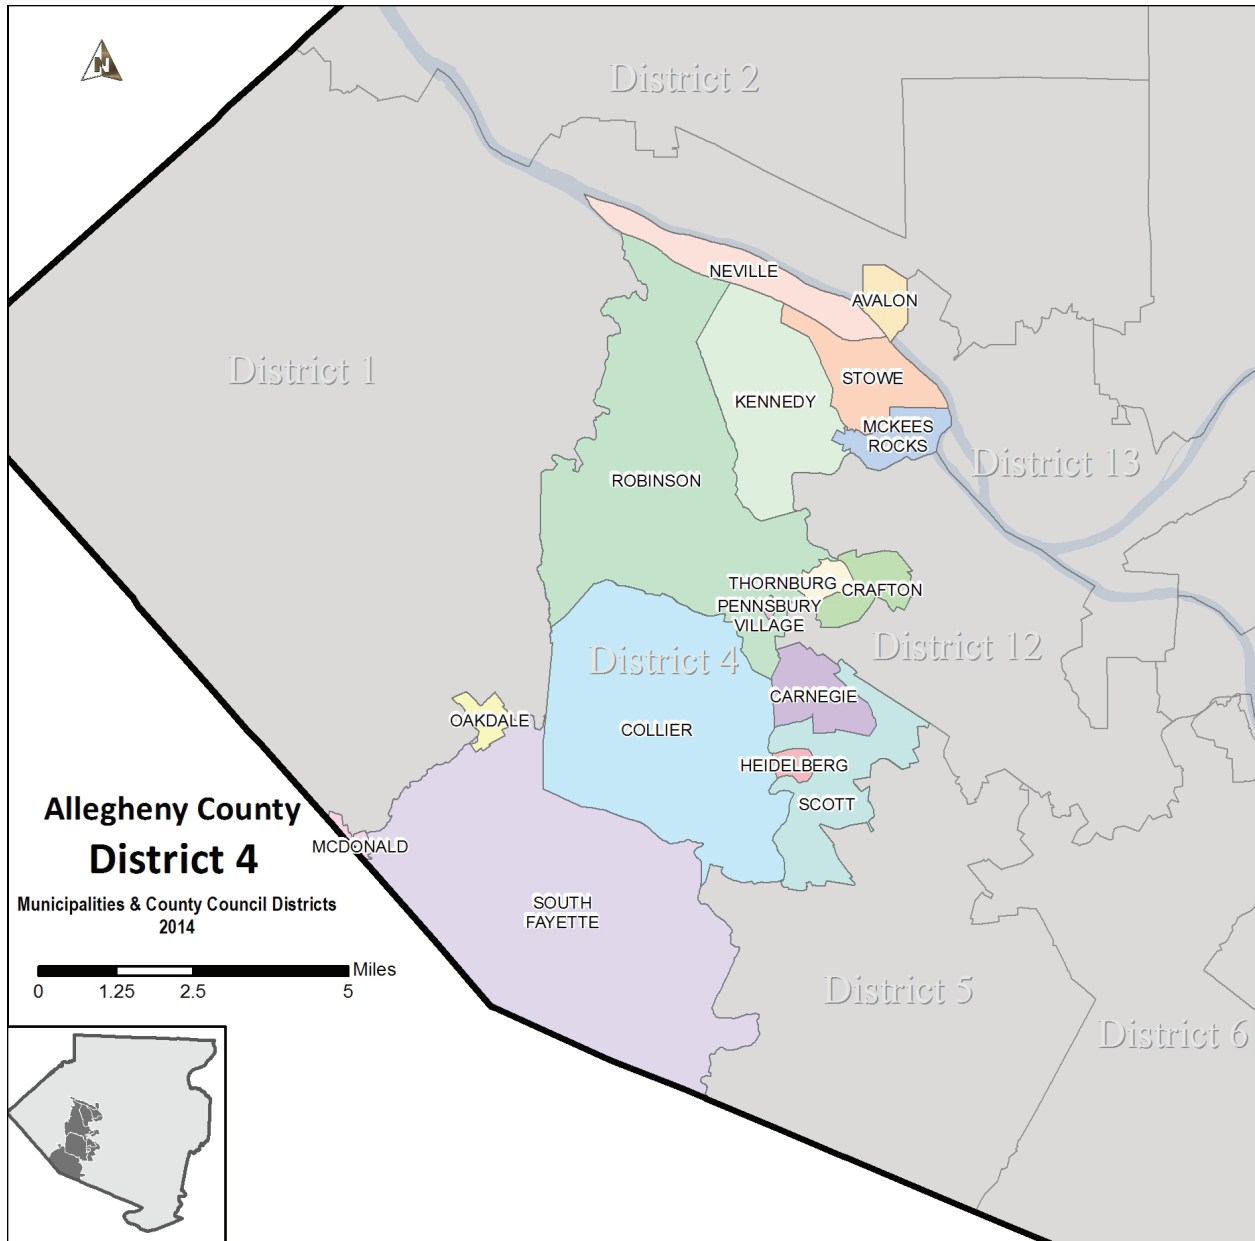 N
District 2
NEVILLE
AVALON
District 1
STOWE
KENNEDY
MCKEES
ROCKS
District 13
ROBINSON
THORNBURG
CRAFTON
PENNSBURY
VILLAGE
District 12
District 4
CARNEGIE
OAKDALE
COLLIER
HEIDELBERG
SCOTT
Allegheny County
District 4
MCDONALD
Municipalities & County Council Districts
2014
SOUTH
FAYETTE
Miles
0 1.25 2.5 5
District 5
District 6